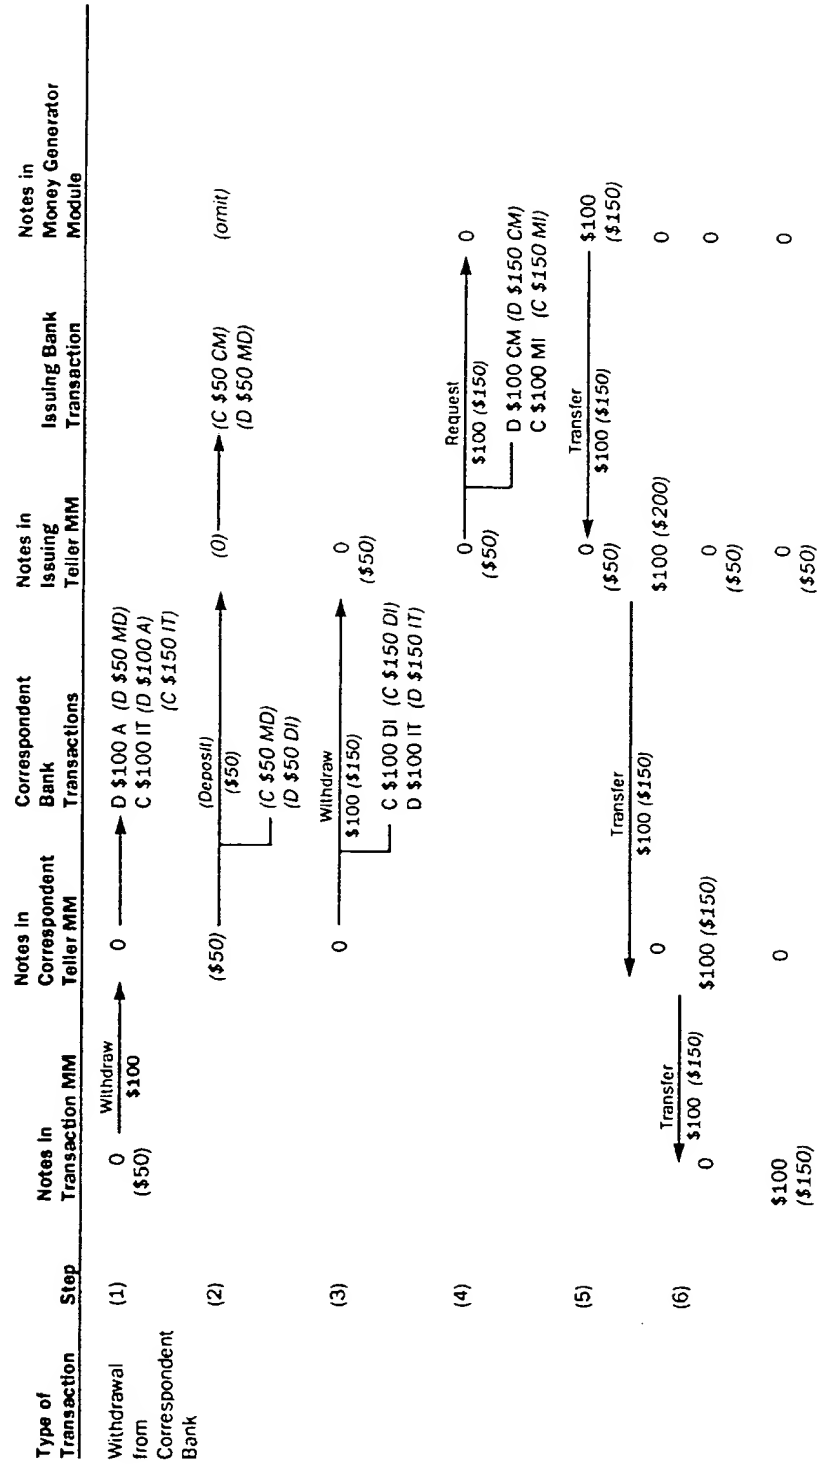 Type of Transaction
Step
Notes in Transaction MM
Notes in Correspondent Teller MM
Correspondent Bank Transactions
Notes in Issuing Teller MM
Issuing Bank Transaction
Notes in Money Generator Module
Withdrawal from Correspondent Bank
(1)
0
($50)
Withdraw
$100
0
D $100 A (D $50 MD)
C $100 IT (D $100 A)
(C $150 IT)
(2)
($50)
(Deposit)
($50)
(C $50 MD)
(D $50 DI)
(0)
(C $50 CM)
(D $50 MD)
(omit)
(3)
0
Withdraw
$100 ($150)
C $100 DI (C $150 DI)
D $100 IT (D $150 IT)
0
($50)
(4)
0
($50)
Request
$100 ($150)
D $100 CM (D $150 CM)
C $100 MI (C $150 MI)
0
(5)
0
($50)
Transfer
$100 ($150)
$100
($150)
Transfer
$100 ($150)
0
$100 ($200)
0
(6)
Transfer
$100 ($150)
0
$100 ($150)
0
($50)
0
$100
($150)
0
0
($50)
0